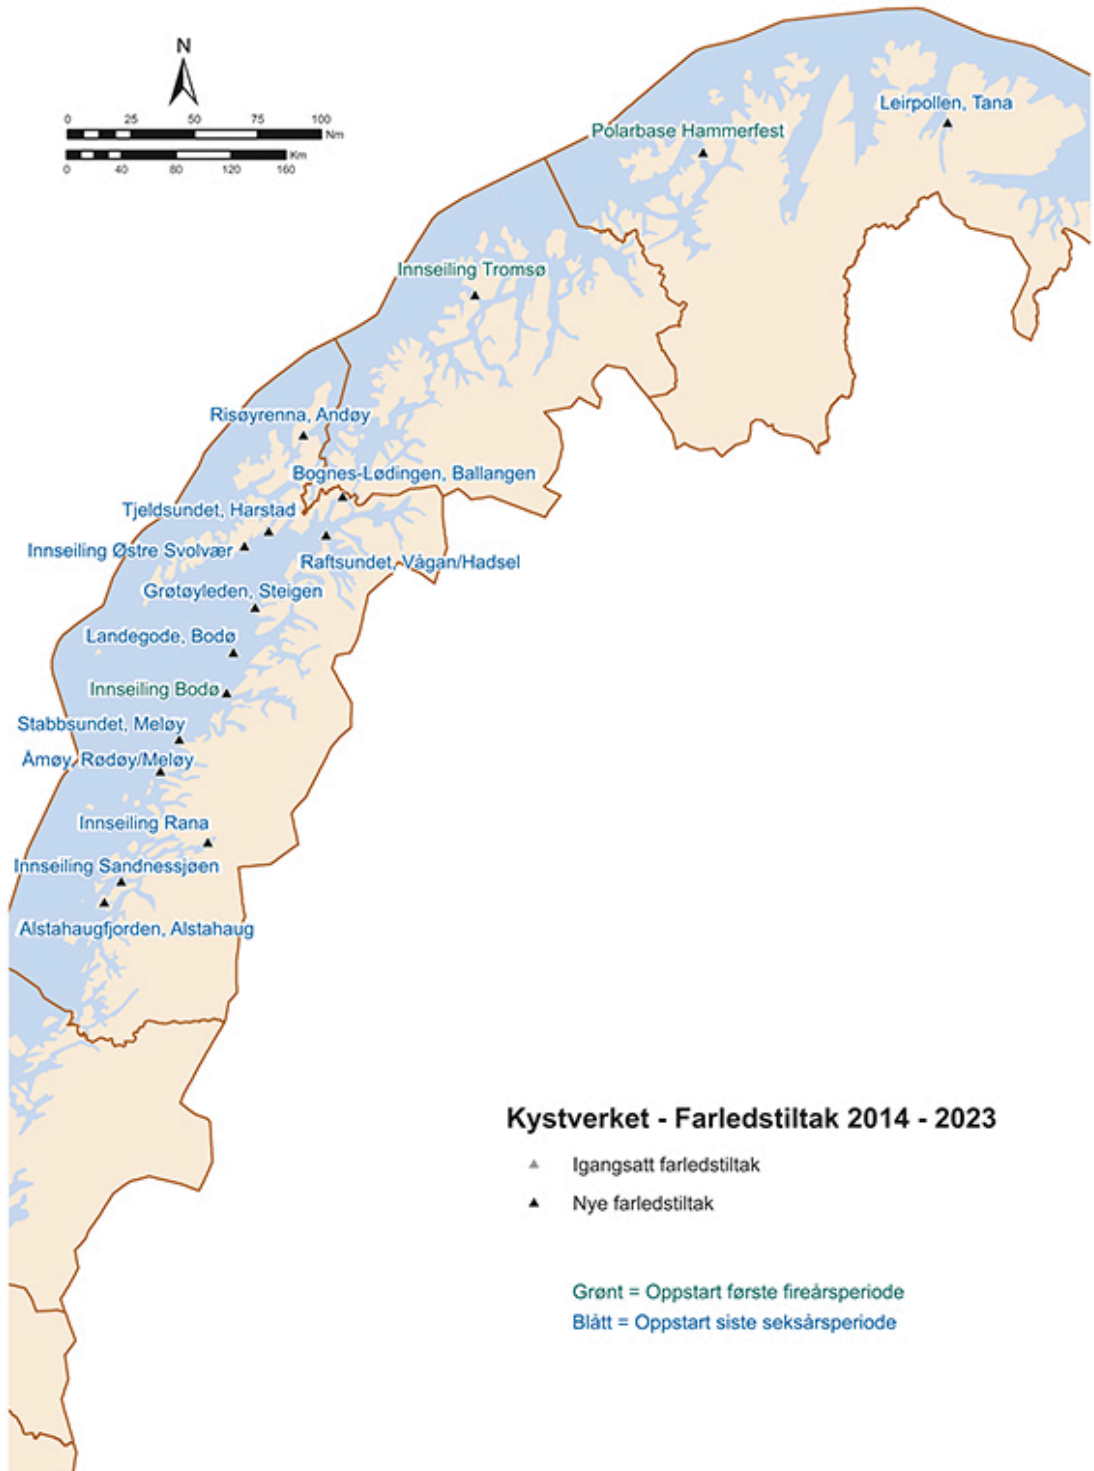 N
0 25 50 75 100
Nm
Km
0 40 80 120 160
Leirpollen, Tana
Polarbase Hammerfest
Innseiling Tromsø
Risøyrenna, Andøy
Bognes-Lødingen, Ballangen
Tjeldsundet, Harstad
Innseiling Østre Svolvær
Raftsundet, Vågan/Hadsel
Grøtøyleden, Steigen
Landegode, Bodø
Innseiling Bodø
Stabbsundet, Meløy
Åmøy, Rødøy/Meløy
Innseiling Rana
Innseiling Sandnessjøen
Alstahaugfjorden, Alstahaug
Kystverket - Farledstiltak 2014 - 2023
Igangsatt farledstiltak
Nye farledstiltak
Grønt = Oppstart første fireårsperiode
Blått = Oppstart siste seksårsperiode